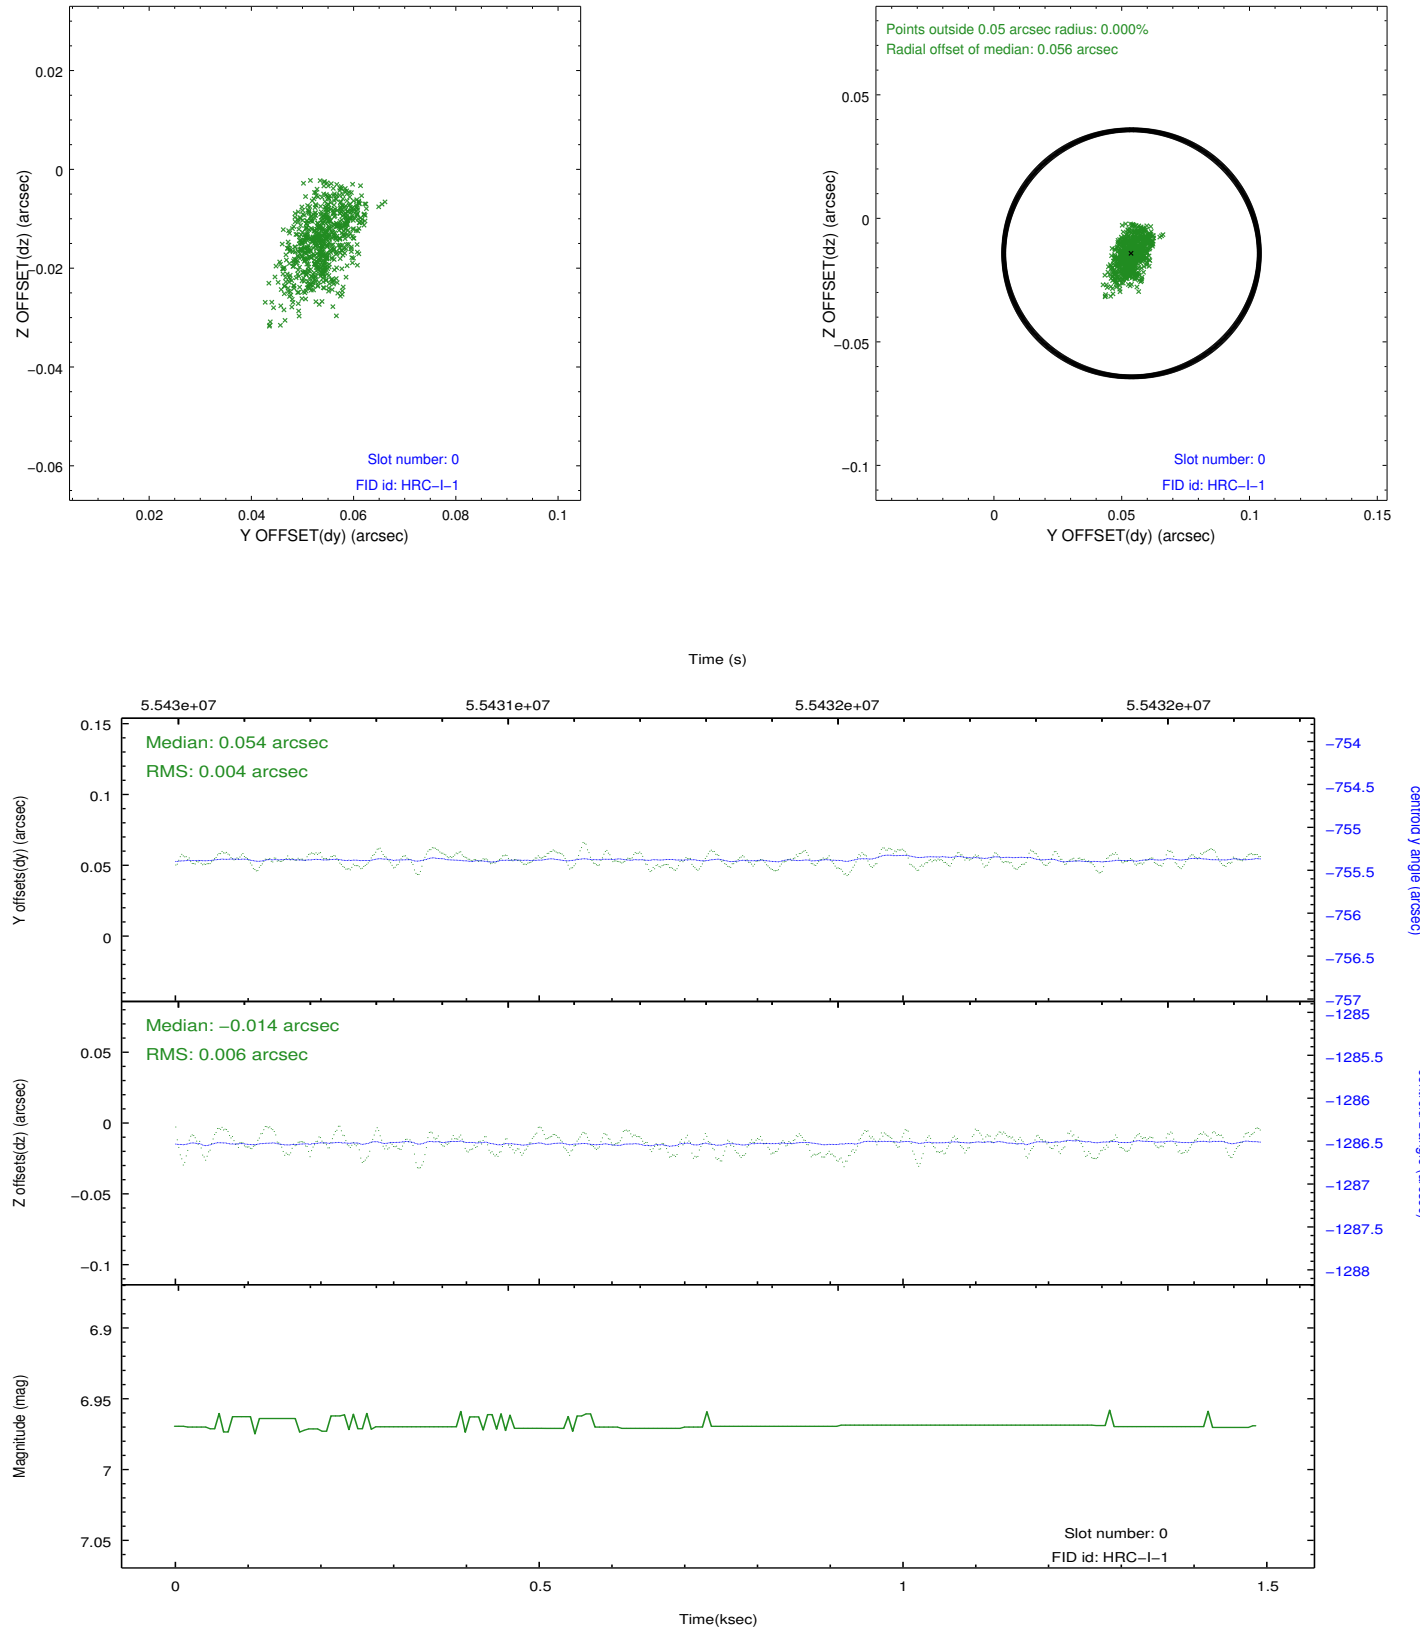 0.02
0
−0.02
−0.04
−0.06
Z OFFSET(dz) (arcsec)
Slot number: 0
FID id: HRC−I−1
0.02 0.04 0.06 0.08 0.1
Y OFFSET(dy) (arcsec)
Points outside 0.05 arcsec radius: 0.000%
Radial offset of median: 0.056 arcsec
0.05
0
−0.05
−0.1
Z OFFSET(dz) (arcsec)
Slot number: 0
FID id: HRC−I−1
0 0.05 0.1 0.15
Y OFFSET(dy) (arcsec)
Time (s)
5.543e+07 5.5431e+07 5.5432e+07 5.5432e+07
Median: 0.054 arcsec
RMS: 0.004 arcsec
0.15
0.1
0.05
0
Y offsets(dy) (arcsec)
−754
−754.5
−755
−755.5
−756
−756.5
−757
centroid y angle (arcsec)
Median: −0.014 arcsec
RMS: 0.006 arcsec
0.05
0
−0.05
−0.1
Z offsets(dz) (arcsec)
−1285
−1285.5
−1286
−1286.5
−1287
−1287.5
−1288
6.9
6.95
7
7.05
Magnitude (mag)
Slot number: 0
FID id: HRC−I−1
0 0.5 1 1.5
Time(ksec)